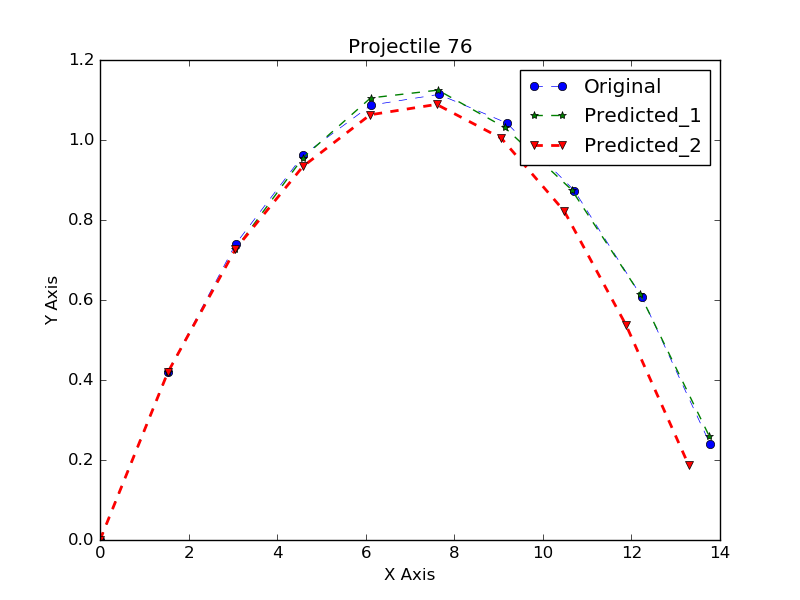 Projectile 76
Original
Predicted_1
Predicted_2
Y Axis
1.2
1.0
0.8
0.6
0.4
0.2
0.0
0 2 4 6 8 10 12 14
X Axis